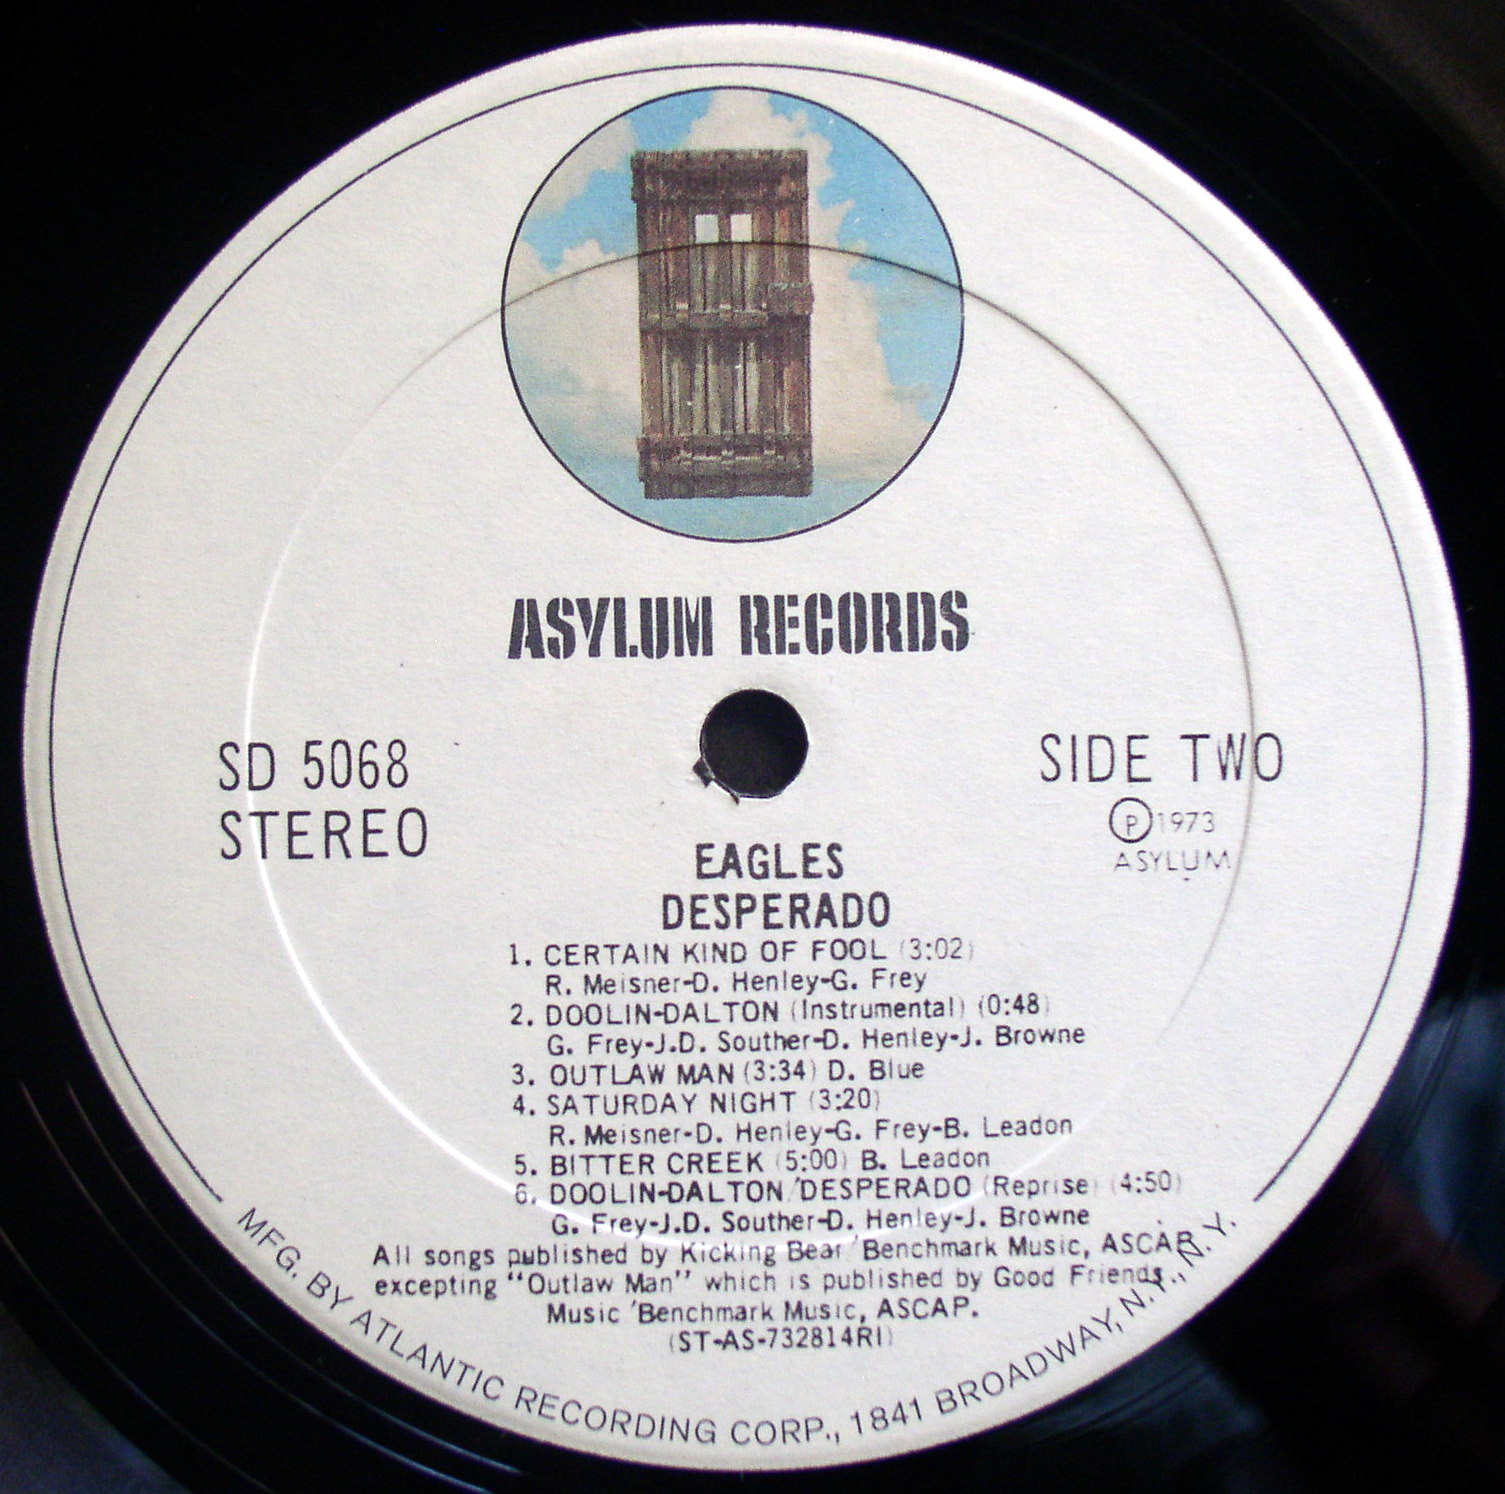 ASYLUM RECORDS
SD 5068
STEREO
SIDE TWO
Ⓟ1973
ASYLUM
EAGLES
DESPERADO
1. CERTAIN KIND OF FOOL (3:02)
R. Meisner-D. Henley-G. Frey
2. DOOLIN-DALTON (Instrumental) (0:48)
G. Frey-J.D. Souther-D. Henley-J. Browne
3. OUTLAW MAN (3:34) D. Blue
4. SATURDAY NIGHT (3:20)
R. Meisner-D. Henley-G. Frey-B. Leadon
5. BITTER CREEK (5:00) B. Leadon
6. DOOLIN-DALTON/DESPERADO (Reprise) (4:50)
G. Frey-J.D. Souther-D. Henley-J. Browne
All songs published by Kicking Bear/Benchmark Music, ASCAP
excepting "Outlaw Man" which is published by Good Friends
Music/Benchmark Music, ASCAP.
(ST-AS-732814RI)
MFG. BY ATLANTIC RECORDING CORP., 1841 BROADWAY, N.Y., N.Y.